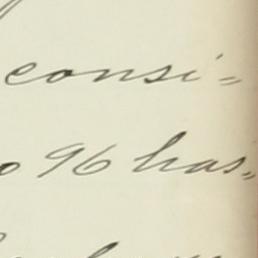 consi=
o 96 has.,